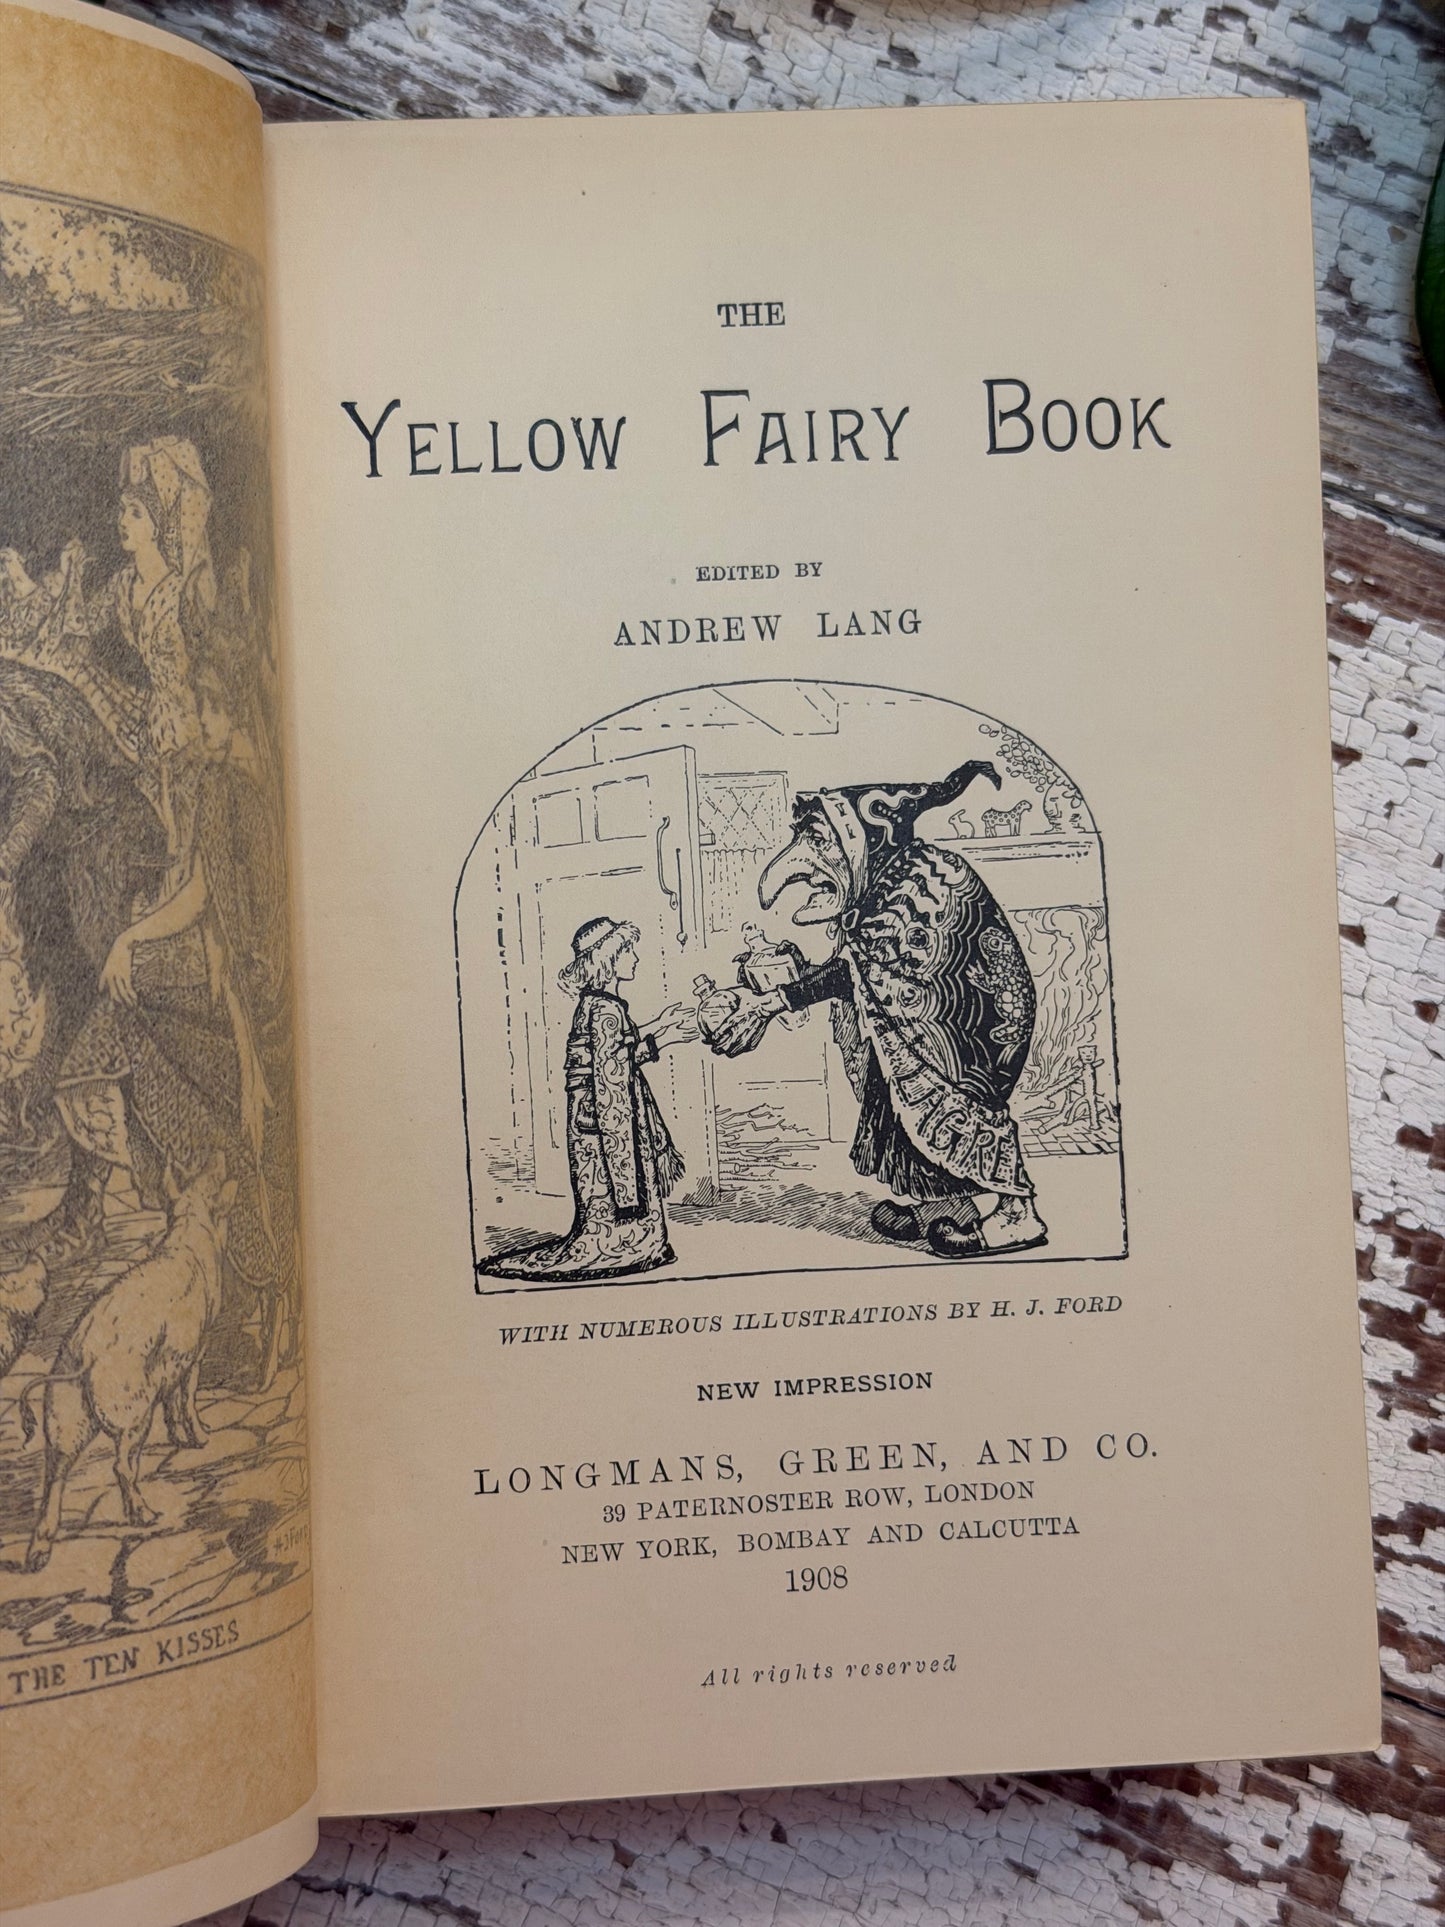 THE TEN KISSES
H J Ford
THE
YELLOW FAIRY BOOK
EDITED BY
ANDREW LANG
WITH NUMEROUS ILLUSTRATIONS BY H. J. FORD
NEW IMPRESSION
LONGMANS, GREEN, AND CO.
39 PATERNOSTER ROW, LONDON
NEW YORK, BOMBAY AND CALCUTTA
1908
All rights reserved